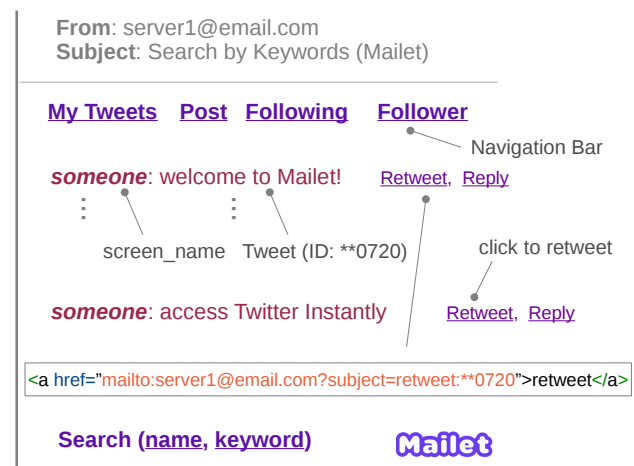 From: server1@email.com
Subject: Search by Keywords (Mailet)
My Tweets Post Following Follower
Navigation Bar
someone: welcome to Mailet! Retweet, Reply
screen_name Tweet (ID: **0720) click to retweet
someone: access Twitter Instantly Retweet, Reply
<a href=”mailto:server1@email.com?subject=retweet:**0720”>retweet</a>
Search (name, keyword) Mailet